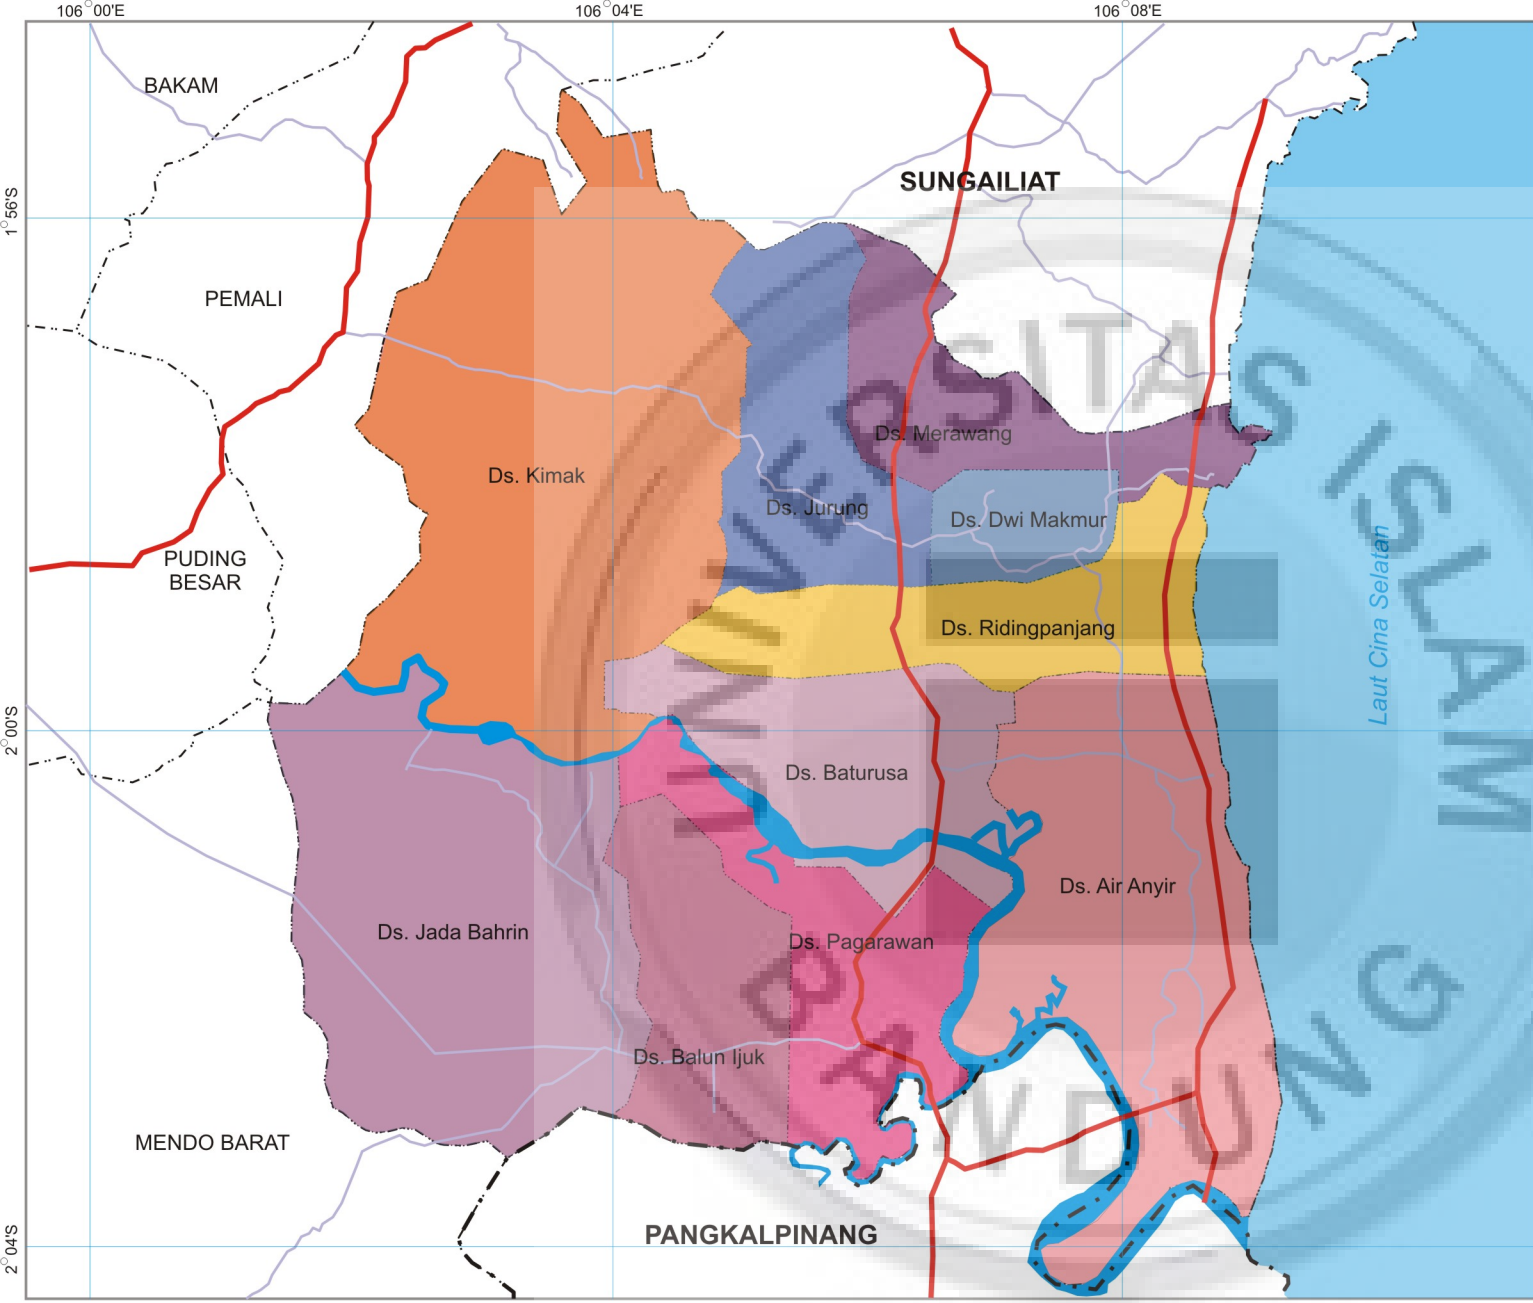 106°00'E
106°04'E
106°08'E
BAKAM
SUNGAILIAT
1°56'S
PEMALI
Ds. Merawang
Ds. Kimak
Ds. Jurung
Ds. Dwi Makmur
PUDING
BESAR
Laut Cina Selatan
Ds. Ridingpanjang
2°00'S
Ds. Baturusa
Ds. Air Anyir
Ds. Jada Bahrin
Ds. Pagarawan
Ds. Balun Ijuk
MENDO BARAT
PANGKALPINANG
2°04'S
UNIVERSITAS ISLAM
BANDUNG